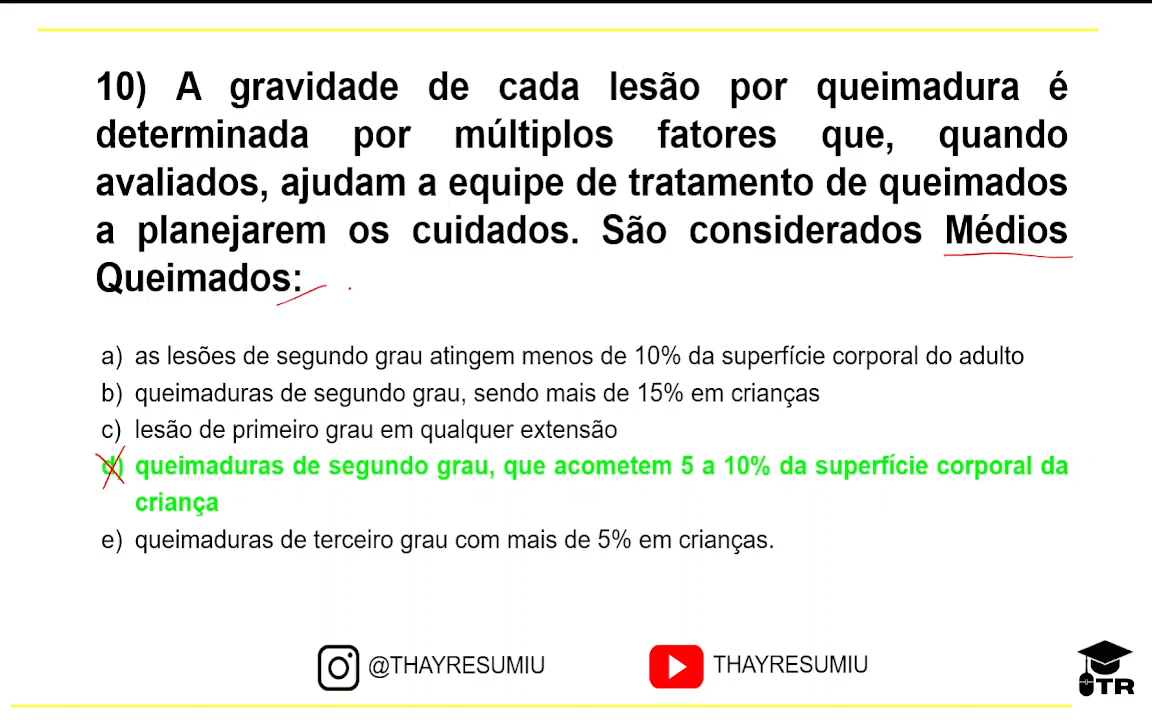 10) A gravidade de cada lesão por queimadura é
determinada por múltiplos fatores que, quando
avaliados, ajudam a equipe de tratamento de queimados
a planejarem os cuidados. São considerados Médios
Queimados:
a) as lesões de segundo grau atingem menos de 10% da superfície corporal do adulto
b) queimaduras de segundo grau, sendo mais de 15% em crianças
c) lesão de primeiro grau em qualquer extensão
d) queimaduras de segundo grau, que acometem 5 a 10% da superfície corporal da
criança
e) queimaduras de terceiro grau com mais de 5% em crianças.
@THAYRESUMIU
THAYRESUMIU
TR